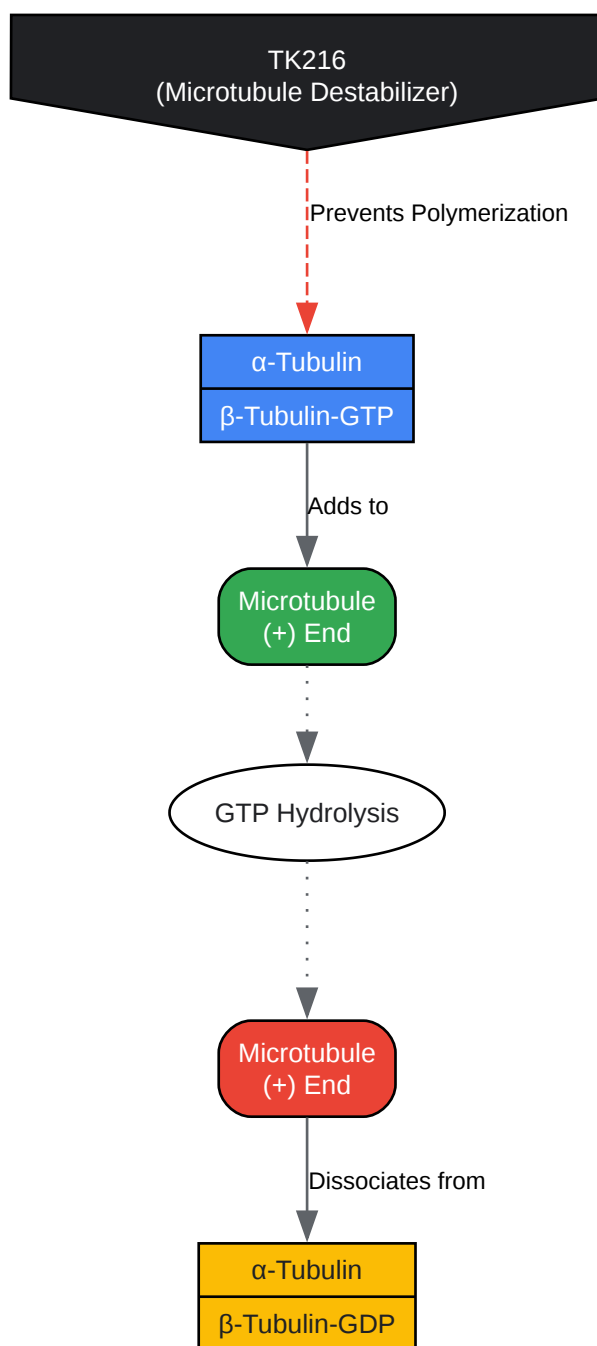 TK216
(Microtubule Destabilizer)
Prevents Polymerization
α-Tubulin
β-Tubulin-GTP
Adds to
Microtubule
(+) End
GTP Hydrolysis
Microtubule
(+) End
Dissociates from
α-Tubulin
β-Tubulin-GDP